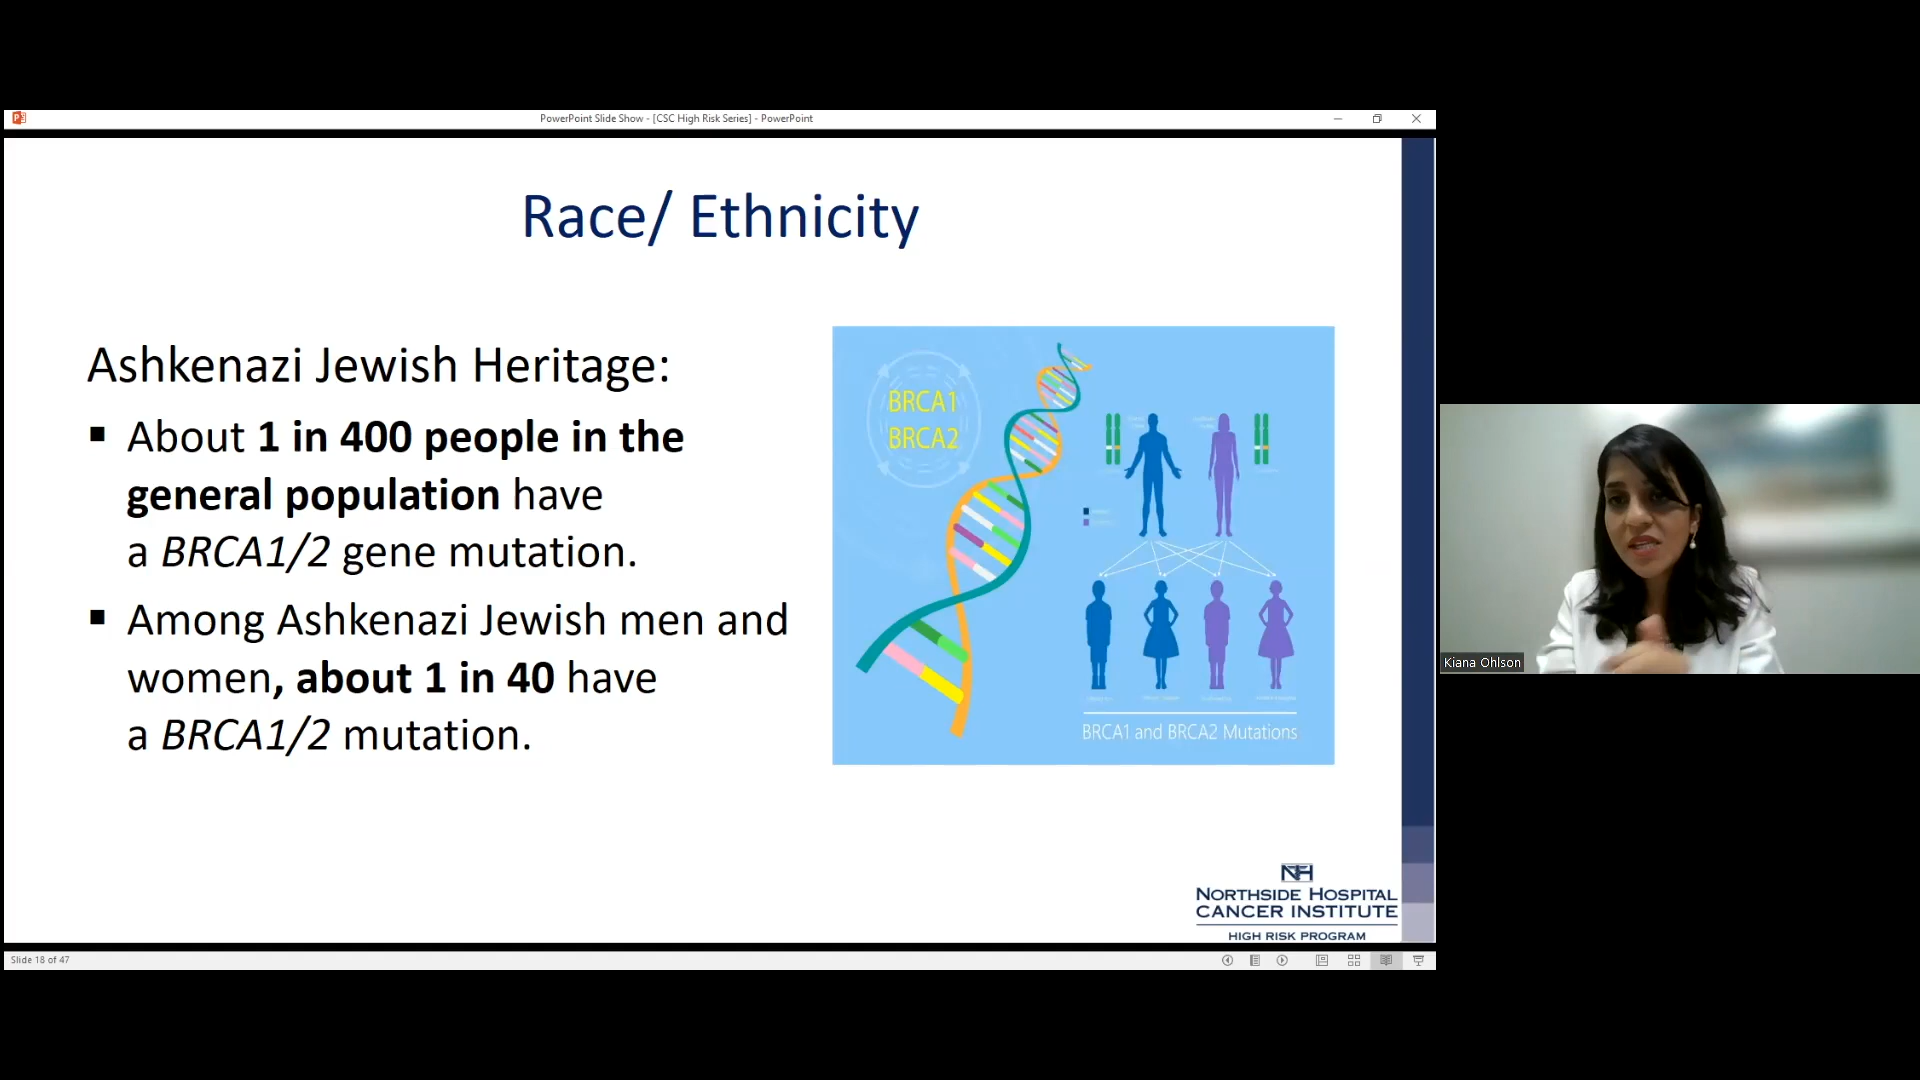 PowerPoint Slide Show - [CSC High Risk Series] - PowerPoint
Race/ Ethnicity
Ashkenazi Jewish Heritage:
▪ About 1 in 400 people in the
general population have
a BRCA1/2 gene mutation.
▪ Among Ashkenazi Jewish men and
women, about 1 in 40 have
a BRCA1/2 mutation.
BRCA1
BRCA2
BRCA1 and BRCA2 Mutations
Kiana Ohlson
NH
NORTHSIDE HOSPITAL
CANCER INSTITUTE
HIGH RISK PROGRAM
Slide 18 of 47